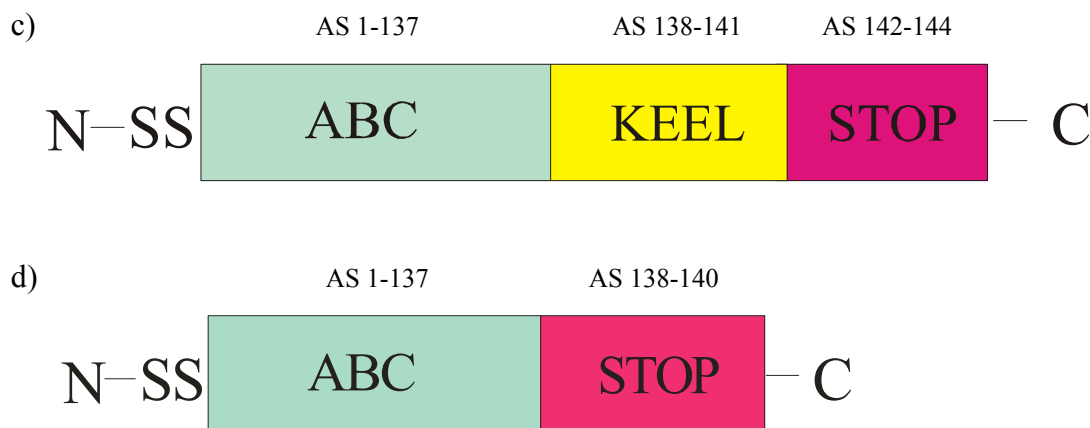 c)
AS 1-137 AS 138-141 AS 142-144
N SS ABC KEEL STOP C
d)
AS 1-137 AS 138-140
N SS ABC STOP C